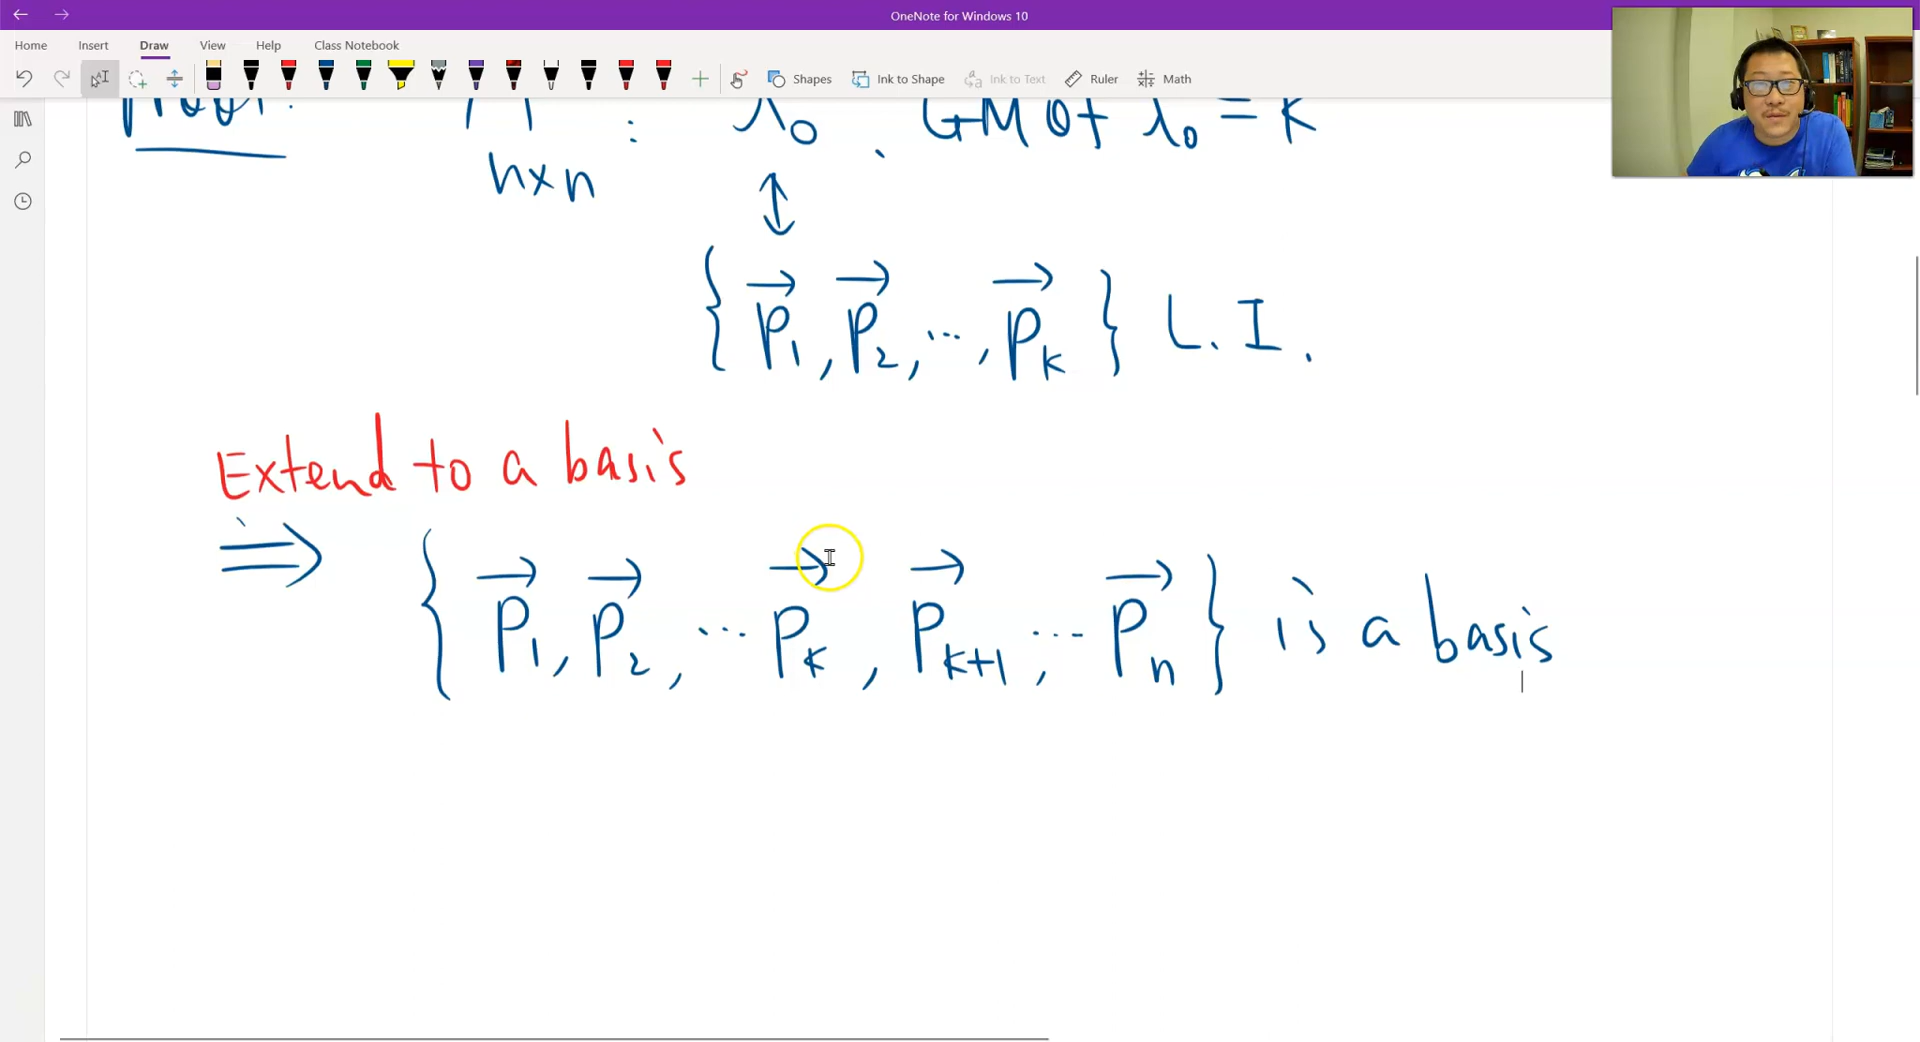 OneNote for Windows 10
Home Insert Draw View Help Class Notebook
Shapes Ink to Shape Ink to Text Ruler Math
Proof: : λ₀ . GM of λ₀ = k
n×n
{ p₁, p₂, ..., pₖ } L.I.
Extend to a basis
⇒ { p₁, p₂, ... pₖ, pₖ₊₁, ... pₙ } is a basis